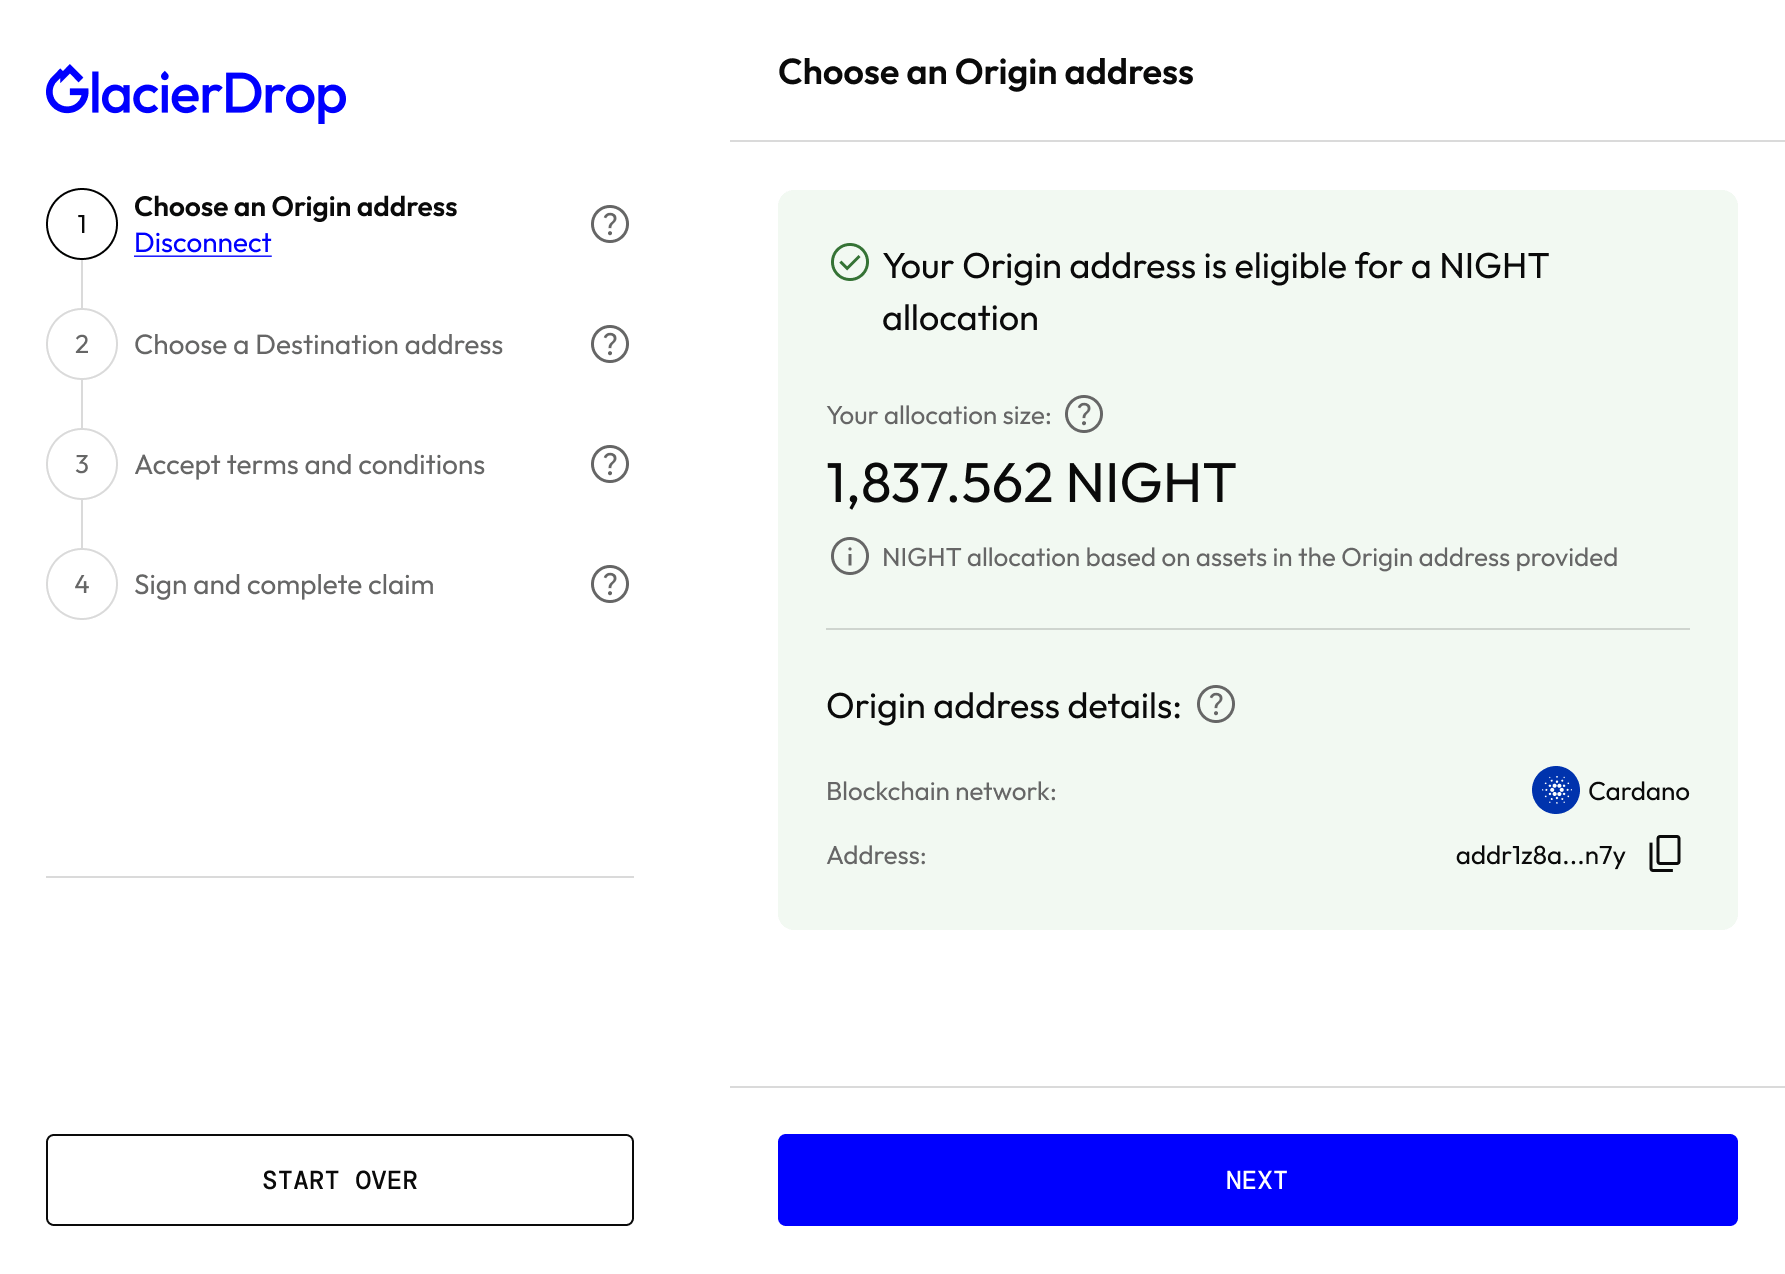 GlacierDrop
1
Choose an Origin address
Disconnect
?
2
Choose a Destination address
?
3
Accept terms and conditions
?
4
Sign and complete claim
?
START OVER
Choose an Origin address
Your Origin address is eligible for a NIGHT
allocation
Your allocation size: ?
1,837.562 NIGHT
i NIGHT allocation based on assets in the Origin address provided
Origin address details: ?
Blockchain network: Cardano
Address: addr1z8a...n7y
NEXT